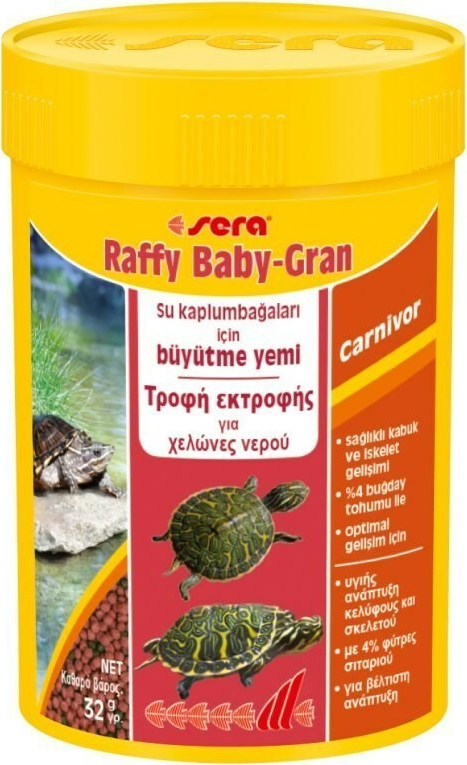 sera
sera
Raffy Baby-Gran
Su kaplumbağaları
için
büyütme yemi
Τροφή εκτροφής
για
χελώνες νερού
Carnivor
• sağlıklı kabuk
ve iskelet
gelişimi
• %4 buğday
tohumu ile
• optimal
gelişim için
• υγιής
ανάπτυξη
κελύφους και
σκελετού
• με 4% φύτρες
σιταριού
• για βέλτιστη
ανάπτυξη
NET
Καθαρό βάρος:
32 g
γρ.